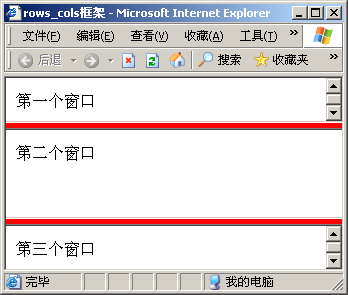 rows_cols框架 - Microsoft Internet Explorer
文件(F) 编辑(E) 查看(V) 收藏(A) 工具(T) »
后退 » 搜索 收藏夹 »
第一个窗口
第二个窗口
第三个窗口
完毕 我的电脑